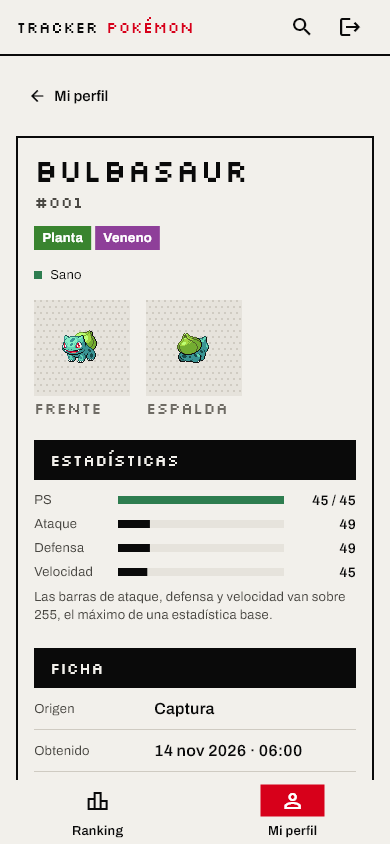 TRACKER POKÉMON
Mi perfil
BULBASAUR
#001
Planta Veneno
Sano
FRENTE ESPALDA
ESTADÍSTICAS
PS 45 / 45
Ataque 49
Defensa 49
Velocidad 45
Las barras de ataque, defensa y velocidad van sobre
255, el máximo de una estadística base.
FICHA
Origen Captura
Obtenido 14 nov 2026 · 06:00
Ranking Mi perfil